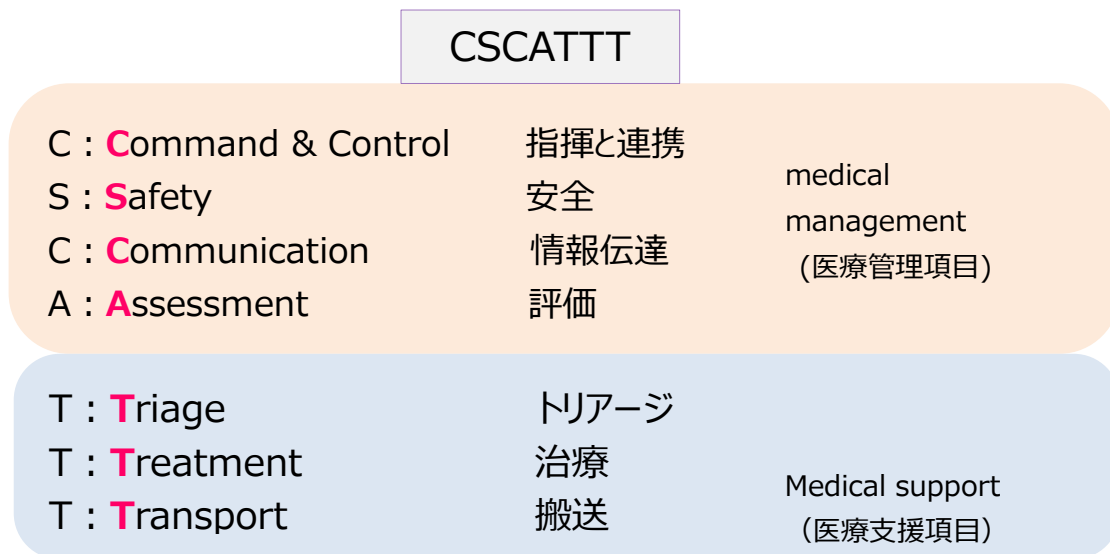 CSCATTT
C : Command & Control 指揮と連携
S : Safety 安全
C : Communication 情報伝達
A : Assessment 評価
medical
management
(医療管理項目)
T : Triage トリアージ
T : Treatment 治療
T : Transport 搬送
Medical support
（医療支援項目）